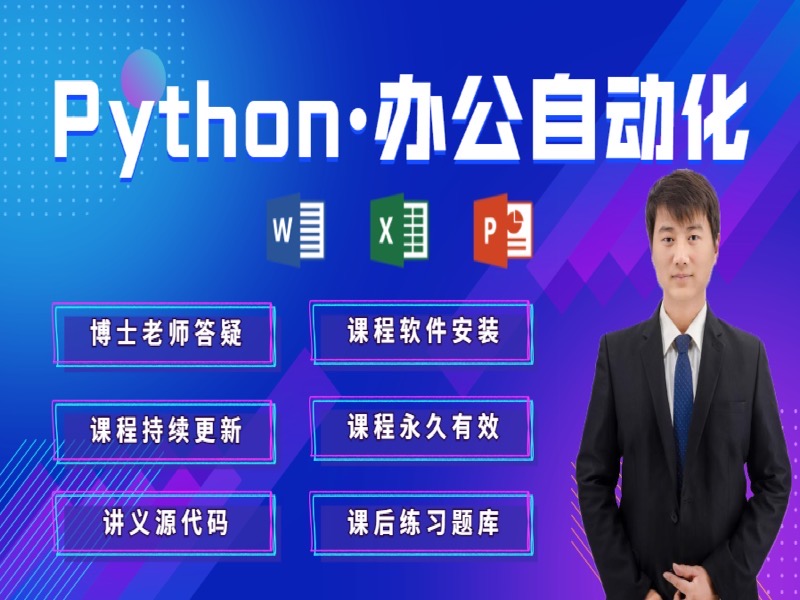 Python·办公自动化
W X P
博士老师答疑 课程软件安装
课程持续更新 课程永久有效
讲义源代码 课后练习题库